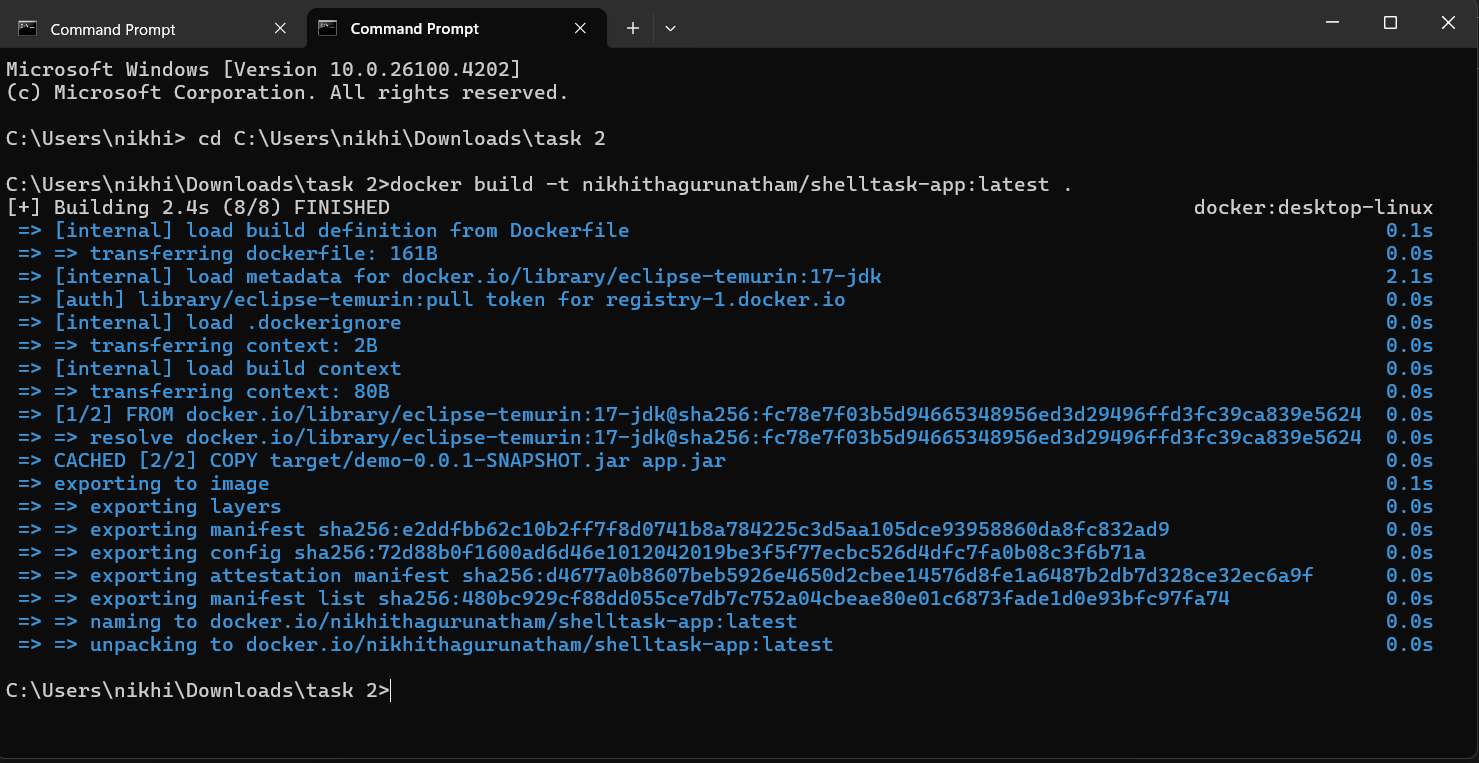 Command Prompt
Command Prompt
Microsoft Windows [Version 10.0.26100.4202]
(c) Microsoft Corporation. All rights reserved.
C:\Users\nikhi> cd C:\Users\nikhi\Downloads\task 2
C:\Users\nikhi\Downloads\task 2>docker build -t nikhithagurunatham/shelltask-app:latest .
[+] Building 2.4s (8/8) FINISHED docker:desktop-linux
=> [internal] load build definition from Dockerfile 0.1s
=> => transferring dockerfile: 161B 0.0s
=> [internal] load metadata for docker.io/library/eclipse-temurin:17-jdk 2.1s
=> [auth] library/eclipse-temurin:pull token for registry-1.docker.io 0.0s
=> [internal] load .dockerignore 0.0s
=> => transferring context: 2B 0.0s
=> [internal] load build context 0.0s
=> => transferring context: 80B 0.0s
=> [1/2] FROM docker.io/library/eclipse-temurin:17-jdk@sha256:fc78e7f03b5d94665348956ed3d29496ffd3fc39ca839e5624 0.0s
=> => resolve docker.io/library/eclipse-temurin:17-jdk@sha256:fc78e7f03b5d94665348956ed3d29496ffd3fc39ca839e5624 0.0s
=> CACHED [2/2] COPY target/demo-0.0.1-SNAPSHOT.jar app.jar 0.0s
=> exporting to image 0.1s
=> => exporting layers 0.0s
=> => exporting manifest sha256:e2ddfbb62c10b2ff7f8d0741b8a784225c3d5aa105dce93958860da8fc832ad9 0.0s
=> => exporting config sha256:72d88b0f1600ad6d46e1012042019be3f5f77ecbc526d4dfc7fa0b08c3f6b71a 0.0s
=> => exporting attestation manifest sha256:d4677a0b8607beb5926e4650d2cbee14576d8fe1a6487b2db7d328ce32ec6a9f 0.0s
=> => exporting manifest list sha256:480bc929cf88dd055ce7db7c752a04cbeae80e01c6873fade1d0e93bfc97fa74 0.0s
=> => naming to docker.io/nikhithagurunatham/shelltask-app:latest 0.0s
=> => unpacking to docker.io/nikhithagurunatham/shelltask-app:latest 0.0s
C:\Users\nikhi\Downloads\task 2>